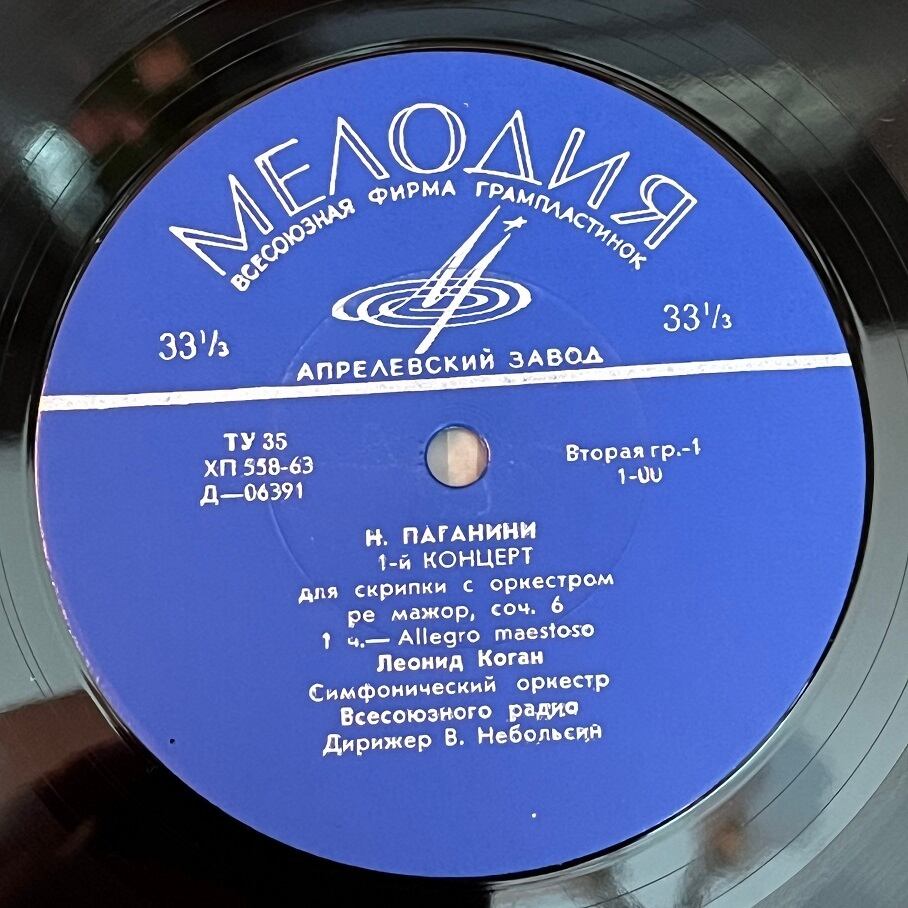 МЕЛОДИЯ
ВСЕСОЮЗНАЯ ФИРМА ГРАМПЛАСТИНОК
33⅓ 33⅓
АПРЕЛЕВСКИЙ ЗАВОД
ТУ 35
ХП 558-63
Д—06391
Вторая гр.-1
1-00
Н. ПАГАНИНИ
1-й КОНЦЕРТ
для скрипки с оркестром
ре мажор, соч. 6
1 ч.— Allegro maestoso
Леонид Коган
Симфонический оркестр
Всесоюзного радио
Дирижер В. Небольсин